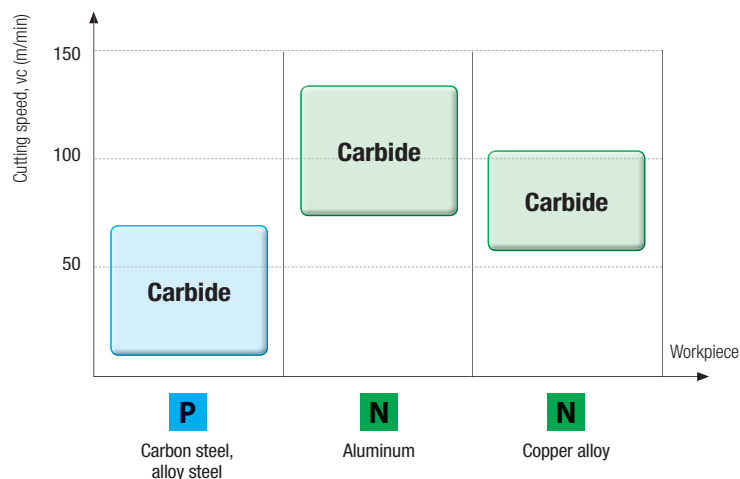 Cutting speed, vc (m/min)
150
100
50
Carbide
Carbide
Carbide
Workpiece
P
N
N
Carbon steel,
alloy steel
Aluminum
Copper alloy